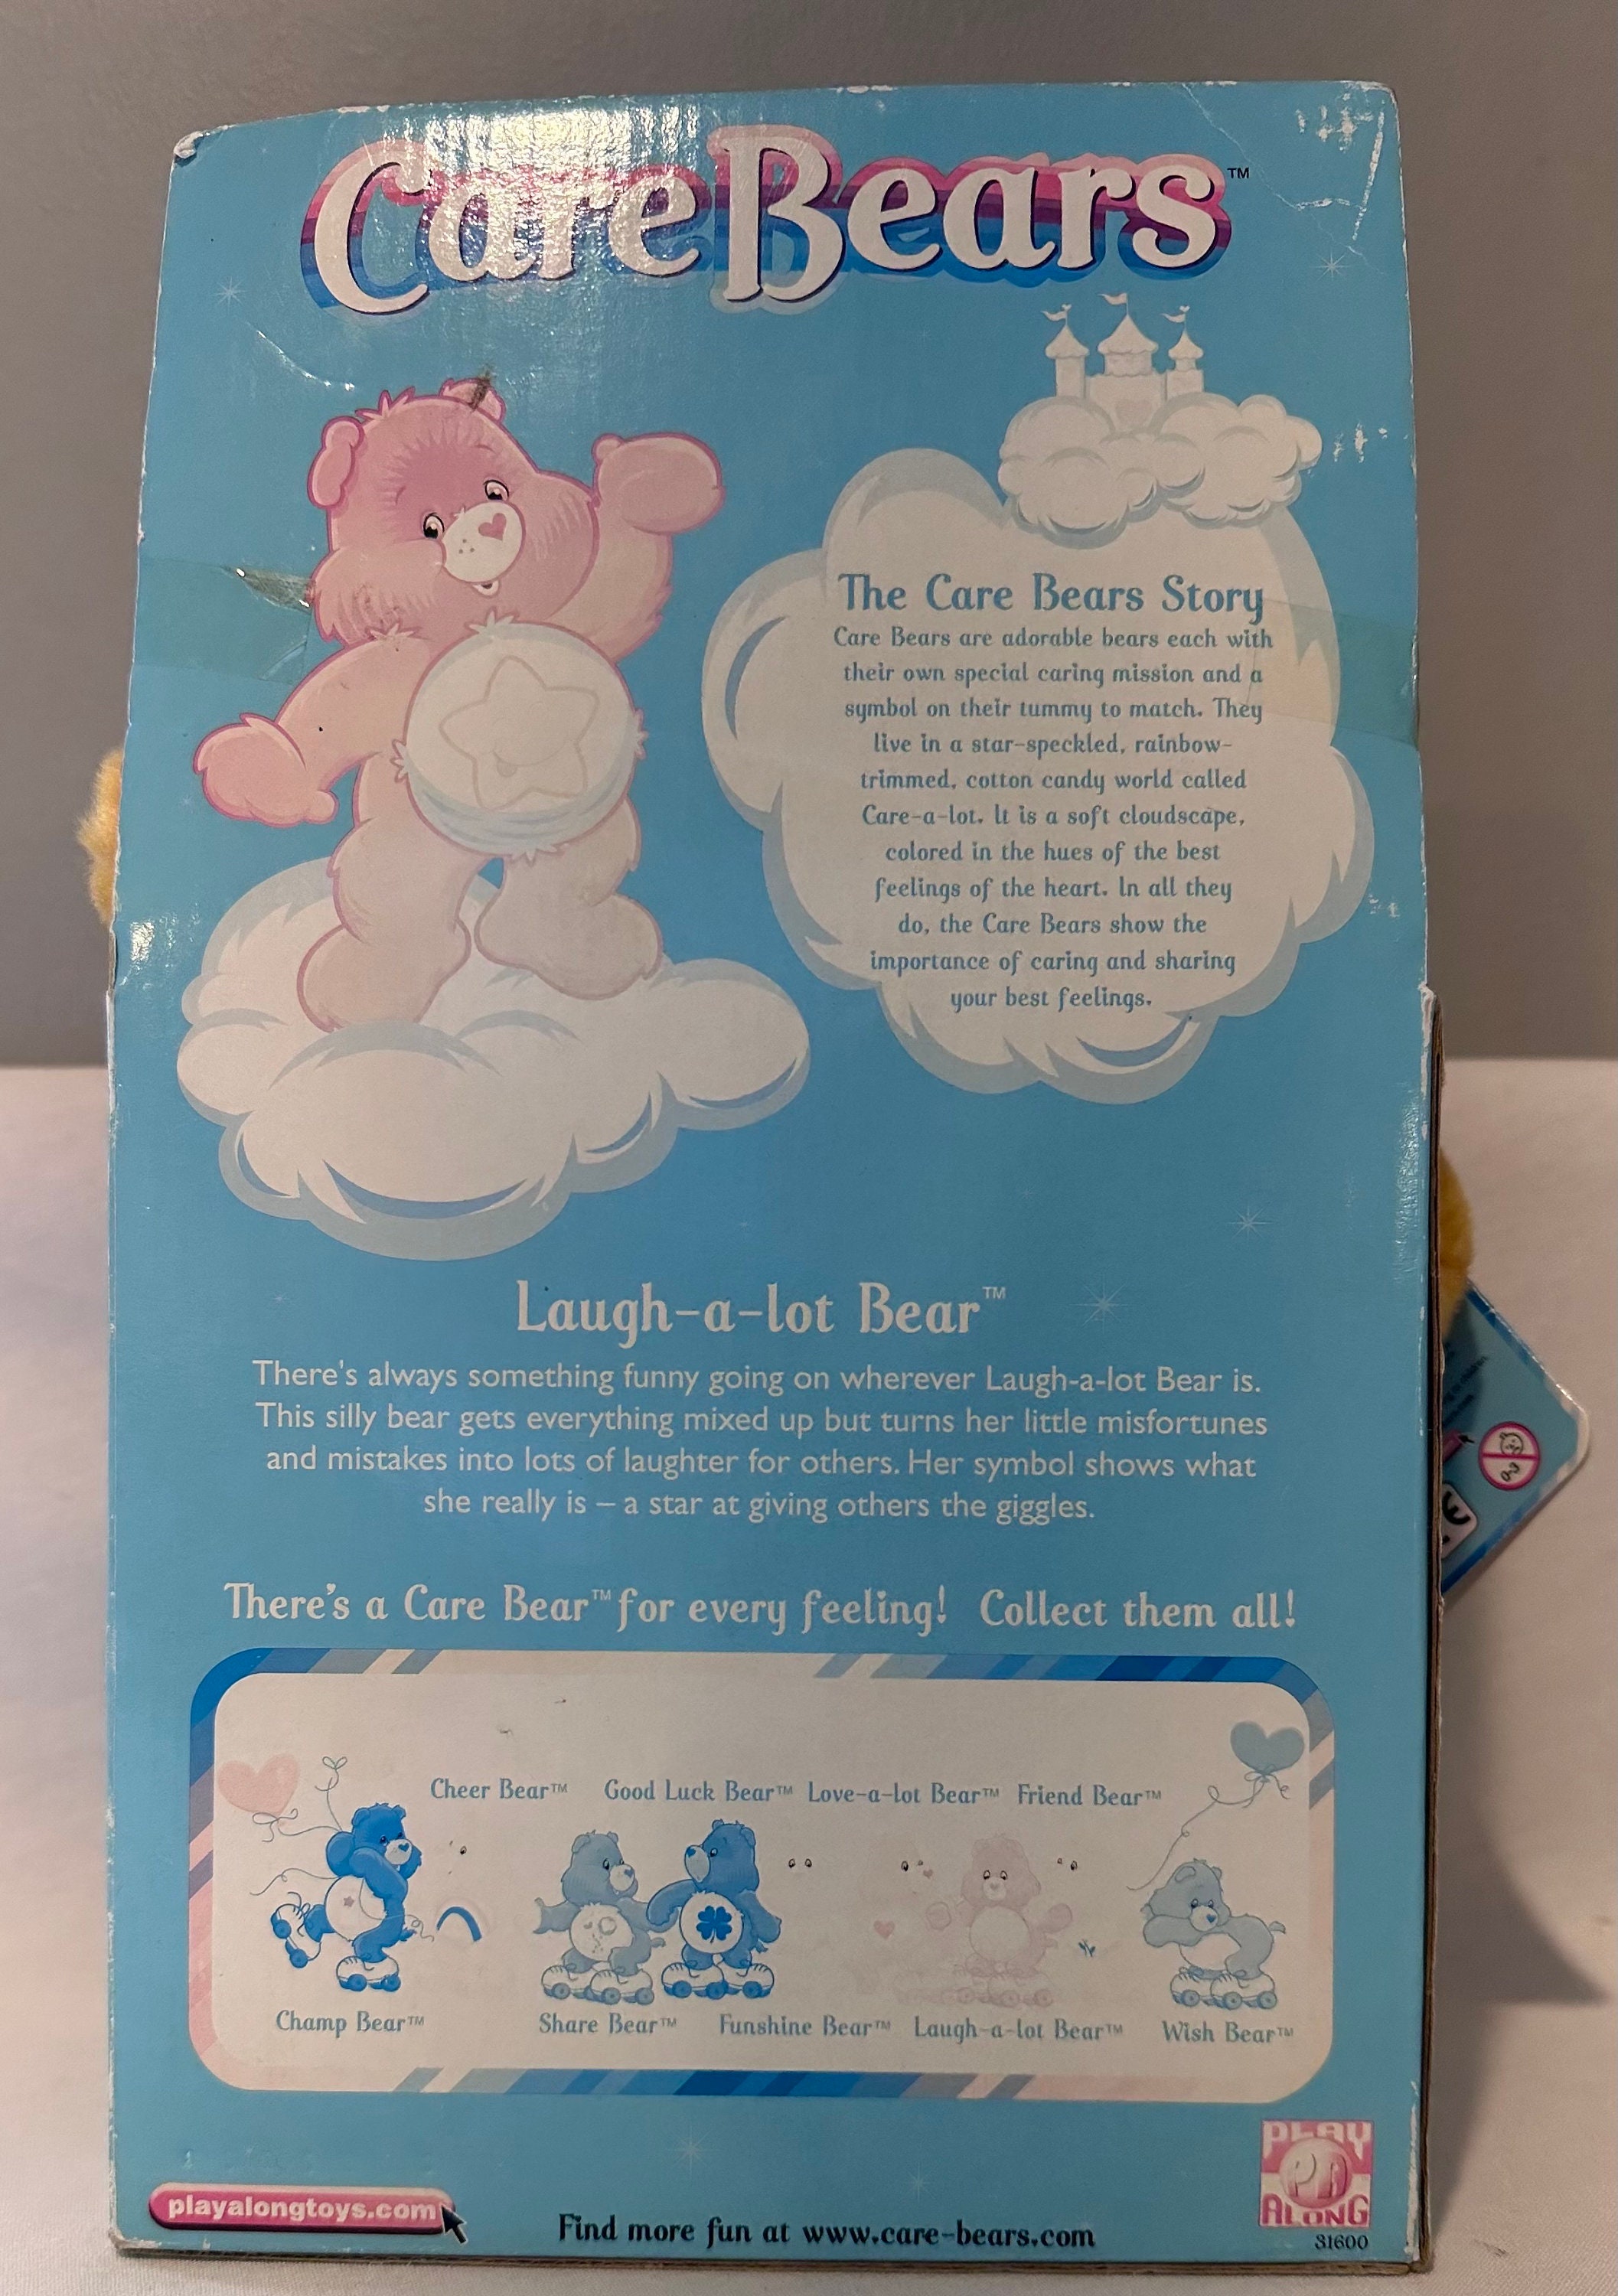 Care Bears™
The Care Bears Story
Care Bears are adorable bears each with
their own special caring mission and a
symbol on their tummy to match. They
live in a star-speckled, rainbow-
trimmed, cotton candy world called
Care-a-lot. It is a soft cloudscape,
colored in the hues of the best
feelings of the heart. In all they
do, the Care Bears show the
importance of caring and sharing
your best feelings.
Laugh-a-lot Bear™
There's always something funny going on wherever Laugh-a-lot Bear is.
This silly bear gets everything mixed up but turns her little misfortunes
and mistakes into lots of laughter for others. Her symbol shows what
she really is – a star at giving others the giggles.
There's a Care Bear™ for every feeling! Collect them all!
Cheer Bear™ Good Luck Bear™ Love-a-lot Bear™ Friend Bear™
Champ Bear™ Share Bear™ Funshine Bear™ Laugh-a-lot Bear™ Wish Bear™
playalongtoys.com
Find more fun at www.care-bears.com
PLAY
PA
ALONG
31600
0-3